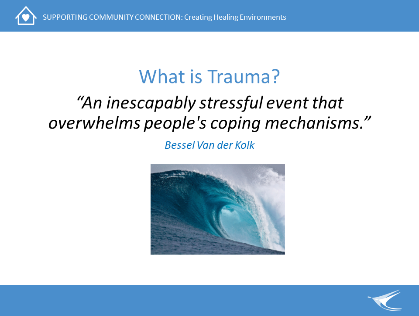 SUPPORTING COMMUNITY CONNECTION: Creating Healing Environments
What is Trauma?
“An inescapably stressful event that
overwhelms people's coping mechanisms.”
Bessel Van der Kolk